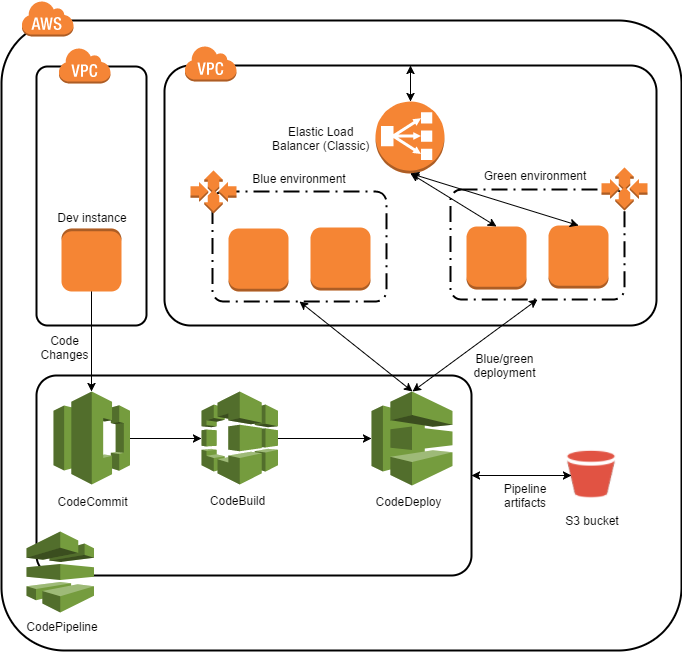 AWS
VPC
VPC
Elastic Load
Balancer (Classic)
Blue environment
Green environment
Dev instance
Code
Changes
Blue/green
deployment
CodeCommit
CodeBuild
CodeDeploy
Pipeline
artifacts
S3 bucket
CodePipeline